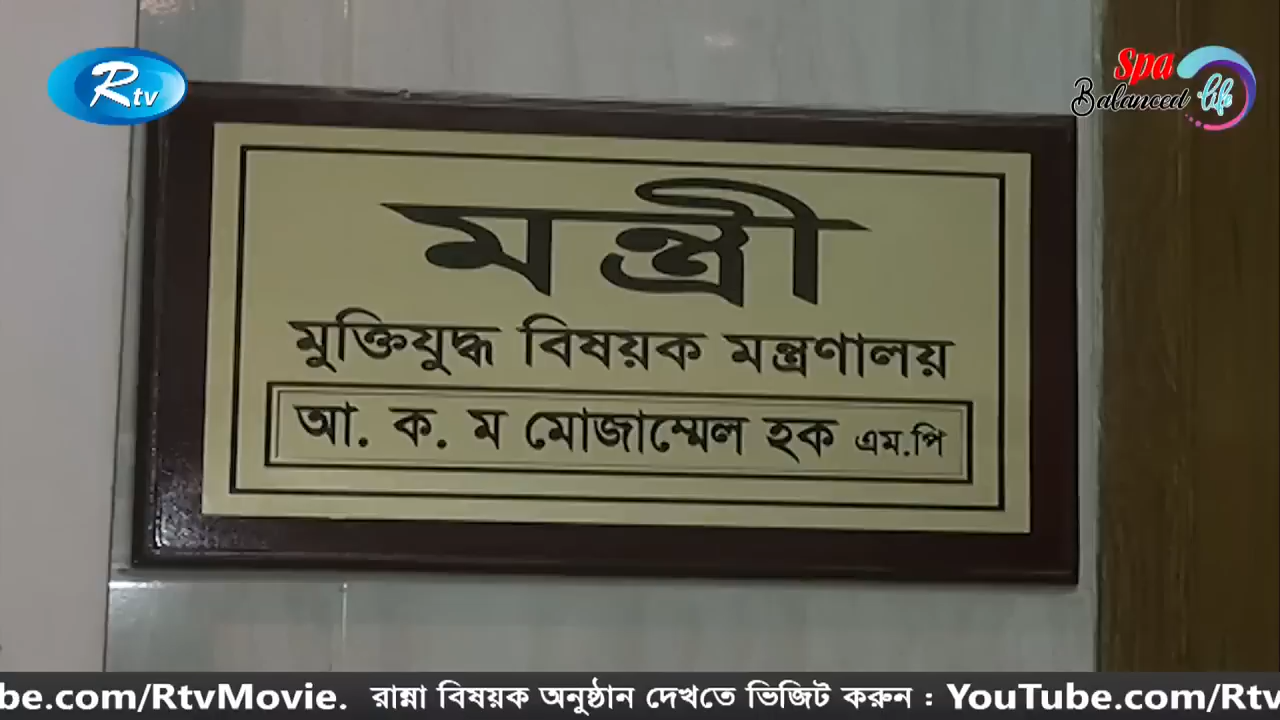 Rtv
Spa
Balanced life
মন্ত্রী
মুক্তিযুদ্ধ বিষয়ক মন্ত্রণালয়
আ. ক. ম মোজাম্মেল হক এম.পি
be.com/RtvMovie. রান্না বিষয়ক অনুষ্ঠান দেখতে ভিজিট করুন : YouTube.com/Rtv